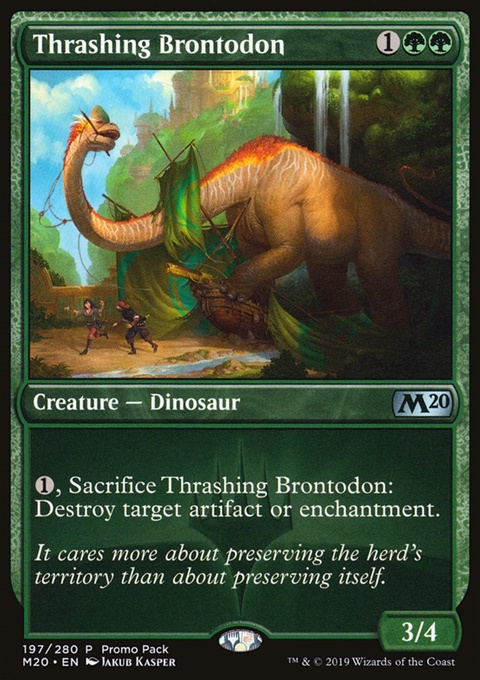 Thrashing Brontodon 1
Creature — Dinosaur M20
1, Sacrifice Thrashing Brontodon:
Destroy target artifact or enchantment.
It cares more about preserving the herd's
territory than about preserving itself.
3/4
197/280 P Promo Pack
M20 • EN Jakub Kasper
™ & © 2019 Wizards of the Coast